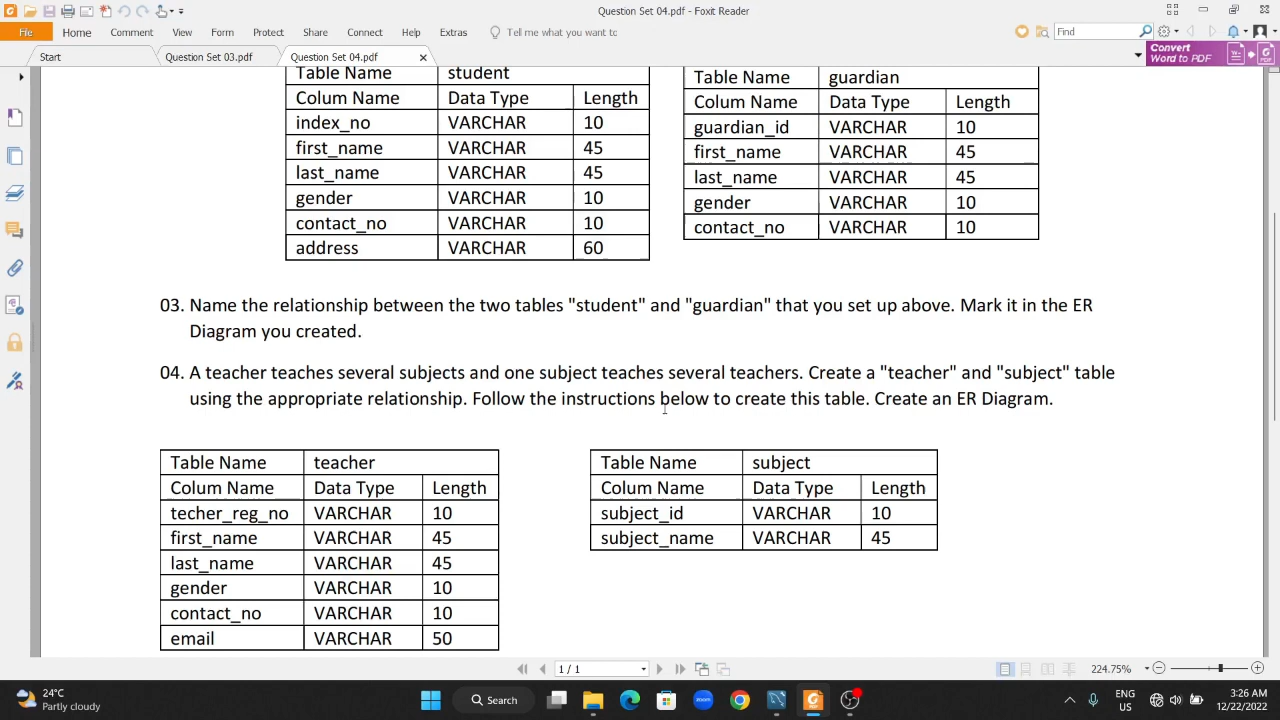 Question Set 04.pdf - Foxit Reader
File Home Comment View Form Protect Share Connect Help Extras Tell me what you want to Find
Start Question Set 03.pdf Question Set 04.pdf
Convert
Word to PDF
PDF
Table Name student
Colum Name Data Type Length
index_no VARCHAR 10
first_name VARCHAR 45
last_name VARCHAR 45
gender VARCHAR 10
contact_no VARCHAR 10
address VARCHAR 60
Table Name guardian
Colum Name Data Type Length
guardian_id VARCHAR 10
first_name VARCHAR 45
last_name VARCHAR 45
gender VARCHAR 10
contact_no VARCHAR 10
03. Name the relationship between the two tables "student" and "guardian" that you set up above. Mark it in the ER
Diagram you created.
04. A teacher teaches several subjects and one subject teaches several teachers. Create a "teacher" and "subject" table
using the appropriate relationship. Follow the instructions below to create this table. Create an ER Diagram.
Table Name teacher
Colum Name Data Type Length
techer_reg_no VARCHAR 10
first_name VARCHAR 45
last_name VARCHAR 45
gender VARCHAR 10
contact_no VARCHAR 10
email VARCHAR 50
Table Name subject
Colum Name Data Type Length
subject_id VARCHAR 10
subject_name VARCHAR 45
1 / 1 224.75%
24°C
Partly cloudy
Search
zoom
ENG
US
3:26 AM
12/22/2022